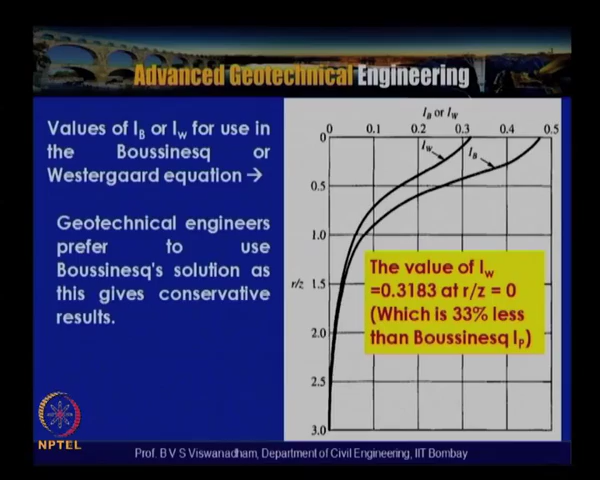 Advanced Geotechnical Engineering
Values of I_B or I_w for use in
the Boussinesq or
Westergaard equation →
Geotechnical engineers
prefer to use
Boussinesq's solution as
this gives conservative
results.
I_B or I_W
0 0.1 0.2 0.3 0.4 0.5
0
0.5
1.0
1.5
2.0
2.5
3.0
r/z
I_W
I_B
The value of I_w
=0.3183 at r/z = 0
(Which is 33% less
than Boussinesq I_P)
NPTEL
Prof. B V S Viswanadham, Department of Civil Engineering, IIT Bombay